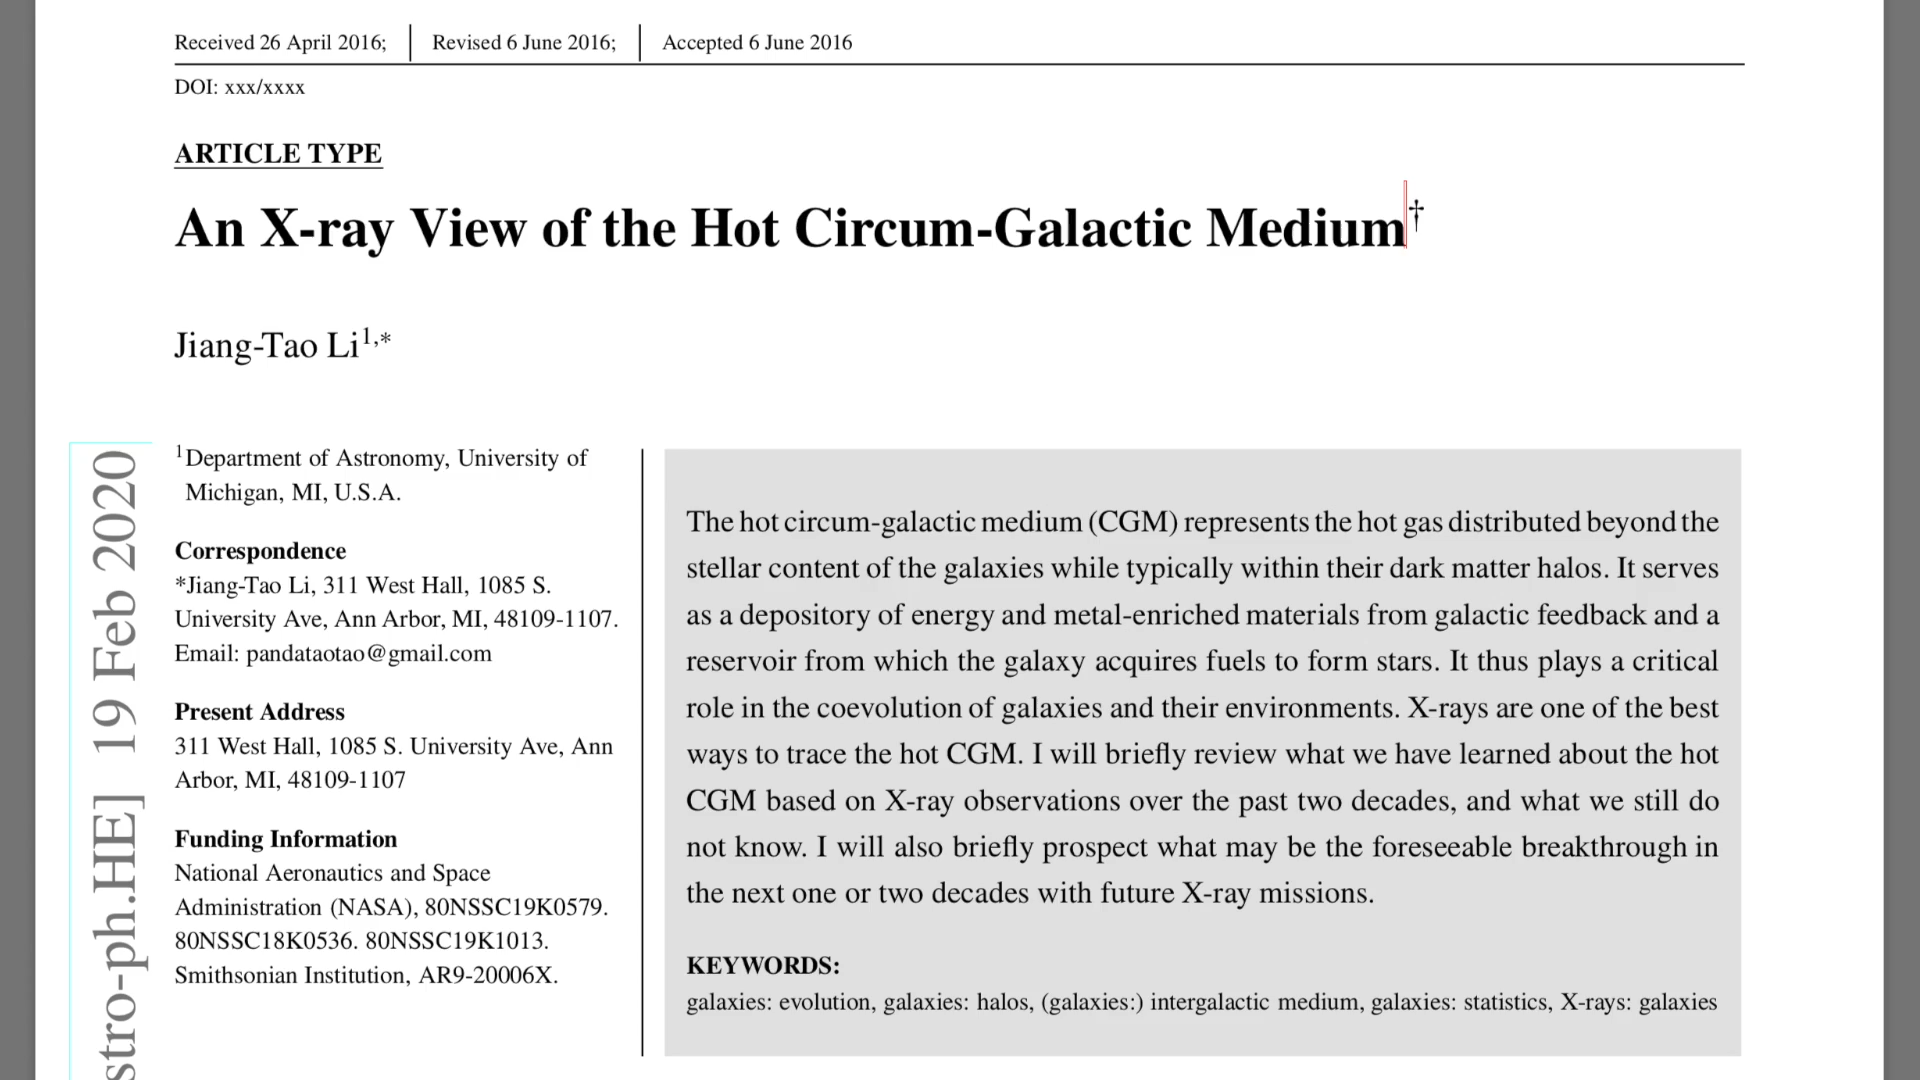 Received 26 April 2016; Revised 6 June 2016; Accepted 6 June 2016
DOI: xxx/xxxx
ARTICLE TYPE
An X-ray View of the Hot Circum-Galactic Medium†
Jiang-Tao Li1,*
1Department of Astronomy, University of
Michigan, MI, U.S.A.
Correspondence
*Jiang-Tao Li, 311 West Hall, 1085 S.
University Ave, Ann Arbor, MI, 48109-1107.
Email: pandataotao@gmail.com
Present Address
311 West Hall, 1085 S. University Ave, Ann
Arbor, MI, 48109-1107
Funding Information
National Aeronautics and Space
Administration (NASA), 80NSSC19K0579.
80NSSC18K0536. 80NSSC19K1013.
Smithsonian Institution, AR9-20006X.
The hot circum-galactic medium (CGM) represents the hot gas distributed beyond the
stellar content of the galaxies while typically within their dark matter halos. It serves
as a depository of energy and metal-enriched materials from galactic feedback and a
reservoir from which the galaxy acquires fuels to form stars. It thus plays a critical
role in the coevolution of galaxies and their environments. X-rays are one of the best
ways to trace the hot CGM. I will briefly review what we have learned about the hot
CGM based on X-ray observations over the past two decades, and what we still do
not know. I will also briefly prospect what may be the foreseeable breakthrough in
the next one or two decades with future X-ray missions.
KEYWORDS:
galaxies: evolution, galaxies: halos, (galaxies:) intergalactic medium, galaxies: statistics, X-rays: galaxies
stro-ph.HE] 19 Feb 2020